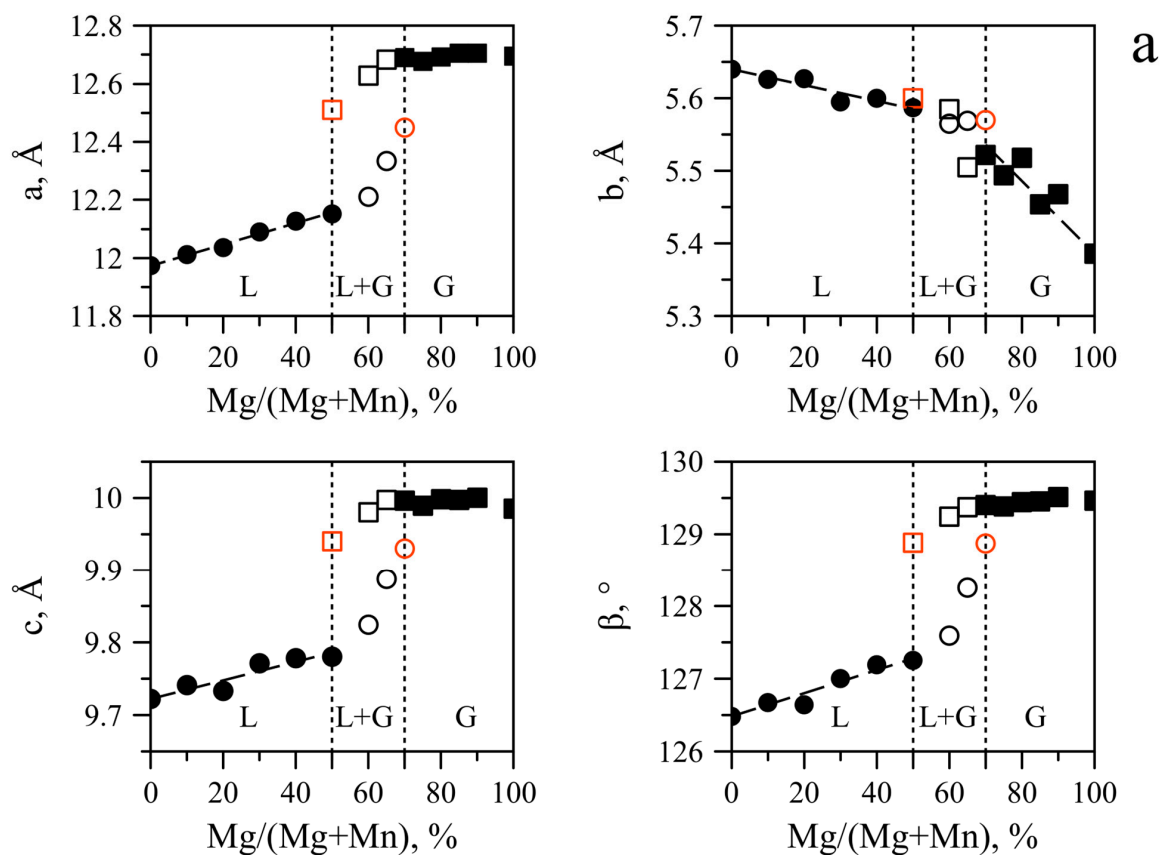 a
12.8
12.6
12.4
12.2
12
11.8
a, Å
L
L+G
G
0 20 40 60 80 100
Mg/(Mg+Mn), %
5.7
5.6
5.5
5.4
5.3
b, Å
L
L+G
G
0 20 40 60 80 100
Mg/(Mg+Mn), %
10
9.9
9.8
9.7
c, Å
L
L+G
G
0 20 40 60 80 100
Mg/(Mg+Mn), %
130
129
128
127
126
β, °
L
L+G
G
0 20 40 60 80 100
Mg/(Mg+Mn), %